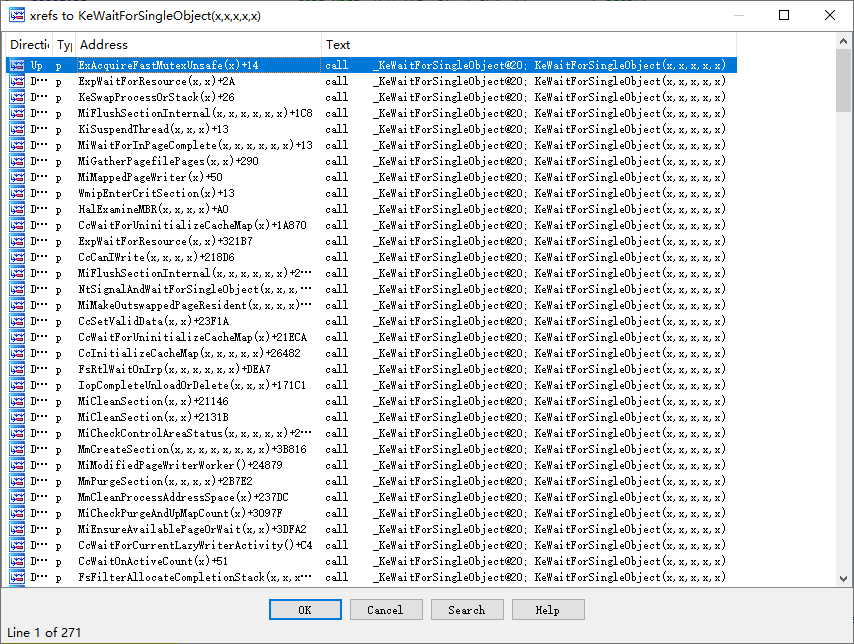 xrefs to KeWaitForSingleObject(x,x,x,x,x)
Directic Ty| Address Text
Up p ExAcquireFastMutexUnsafe(x)+14 call _KeWaitForSingleObject@20; KeWaitForSingleObject(x,x,x,x,x)
D··· p ExpWaitForResource(x,x)+2A call _KeWaitForSingleObject@20; KeWaitForSingleObject(x,x,x,x,x)
D··· p KeSwapProcessOrStack(x)+26 call _KeWaitForSingleObject@20; KeWaitForSingleObject(x,x,x,x,x)
D··· p MiFlushSectionInternal(x,x,x,x,x,x)+1C8 call _KeWaitForSingleObject@20; KeWaitForSingleObject(x,x,x,x,x)
D··· p KiSuspendThread(x,x,x)+13 call _KeWaitForSingleObject@20; KeWaitForSingleObject(x,x,x,x,x)
D··· p MiWaitForInPageComplete(x,x,x,x,x,x)+13 call _KeWaitForSingleObject@20; KeWaitForSingleObject(x,x,x,x,x)
D··· p MiGatherPagefilePages(x,x)+290 call _KeWaitForSingleObject@20; KeWaitForSingleObject(x,x,x,x,x)
D··· p MiMappedPageWriter(x)+50 call _KeWaitForSingleObject@20; KeWaitForSingleObject(x,x,x,x,x)
D··· p WmipEnterCritSection(x)+13 call _KeWaitForSingleObject@20; KeWaitForSingleObject(x,x,x,x,x)
D··· p HalExamineMBR(x,x,x,x)+A0 call _KeWaitForSingleObject@20; KeWaitForSingleObject(x,x,x,x,x)
D··· p CcWaitForUninitializeCacheMap(x)+1A870 call _KeWaitForSingleObject@20; KeWaitForSingleObject(x,x,x,x,x)
D··· p ExpWaitForResource(x,x)+321B7 call _KeWaitForSingleObject@20; KeWaitForSingleObject(x,x,x,x,x)
D··· p CcCanIWrite(x,x,x,x)+218D6 call _KeWaitForSingleObject@20; KeWaitForSingleObject(x,x,x,x,x)
D··· p MiFlushSectionInternal(x,x,x,x,x,x)+2··· call _KeWaitForSingleObject@20; KeWaitForSingleObject(x,x,x,x,x)
D··· p NtSignalAndWaitForSingleObject(x,x,x,··· call _KeWaitForSingleObject@20; KeWaitForSingleObject(x,x,x,x,x)
D··· p MiMakeOutswappedPageResident(x,x,x,x)··· call _KeWaitForSingleObject@20; KeWaitForSingleObject(x,x,x,x,x)
D··· p CcSetValidData(x,x)+23F1A call _KeWaitForSingleObject@20; KeWaitForSingleObject(x,x,x,x,x)
D··· p CcWaitForUninitializeCacheMap(x)+21ECA call _KeWaitForSingleObject@20; KeWaitForSingleObject(x,x,x,x,x)
D··· p CcInitializeCacheMap(x,x,x,x,x)+26482 call _KeWaitForSingleObject@20; KeWaitForSingleObject(x,x,x,x,x)
D··· p FsRtlWaitOnIrp(x,x,x,x,x,x)+DEA7 call _KeWaitForSingleObject@20; KeWaitForSingleObject(x,x,x,x,x)
D··· p IopCompleteUnloadOrDelete(x,x,x)+171C1 call _KeWaitForSingleObject@20; KeWaitForSingleObject(x,x,x,x,x)
D··· p MiCleanSection(x,x)+21146 call _KeWaitForSingleObject@20; KeWaitForSingleObject(x,x,x,x,x)
D··· p MiCleanSection(x,x)+2131B call _KeWaitForSingleObject@20; KeWaitForSingleObject(x,x,x,x,x)
D··· p MiCheckControlAreaStatus(x,x,x,x,x)+2··· call _KeWaitForSingleObject@20; KeWaitForSingleObject(x,x,x,x,x)
D··· p MmCreateSection(x,x,x,x,x,x,x,x)+3B816 call _KeWaitForSingleObject@20; KeWaitForSingleObject(x,x,x,x,x)
D··· p MiModifiedPageWriterWorker()+24879 call _KeWaitForSingleObject@20; KeWaitForSingleObject(x,x,x,x,x)
D··· p MmPurgeSection(x,x,x,x)+2B7E2 call _KeWaitForSingleObject@20; KeWaitForSingleObject(x,x,x,x,x)
D··· p MmCleanProcessAddressSpace(x)+237DC call _KeWaitForSingleObject@20; KeWaitForSingleObject(x,x,x,x,x)
D··· p MiCheckPurgeAndUpMapCount(x)+3097F call _KeWaitForSingleObject@20; KeWaitForSingleObject(x,x,x,x,x)
D··· p MiEnsureAvailablePageOrWait(x,x)+3DFA2 call _KeWaitForSingleObject@20; KeWaitForSingleObject(x,x,x,x,x)
D··· p CcWaitForCurrentLazyWriterActivity()+C4 call _KeWaitForSingleObject@20; KeWaitForSingleObject(x,x,x,x,x)
D··· p CcWaitOnActiveCount(x)+51 call _KeWaitForSingleObject@20; KeWaitForSingleObject(x,x,x,x,x)
D··· p FsFilterAllocateCompletionStack(x,x,x··· call _KeWaitForSingleObject@20; KeWaitForSingleObject(x,x,x,x,x)
OK Cancel Search Help
Line 1 of 271